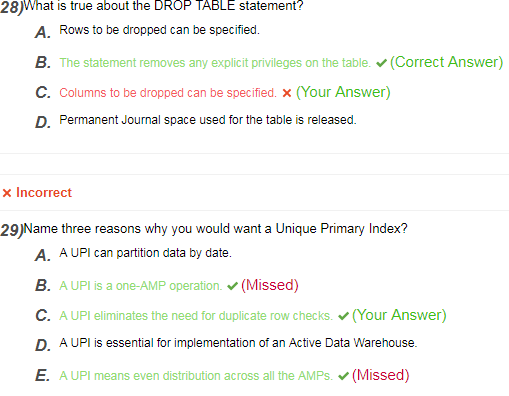 28)What is true about the DROP TABLE statement?
A. Rows to be dropped can be specified.
B. The statement removes any explicit privileges on the table. ✔ (Correct Answer)
C. Columns to be dropped can be specified. ✖ (Your Answer)
D. Permanent Journal space used for the table is released.
✖ Incorrect
29)Name three reasons why you would want a Unique Primary Index?
A. A UPI can partition data by date.
B. A UPI is a one-AMP operation. ✔ (Missed)
C. A UPI eliminates the need for duplicate row checks. ✔ (Your Answer)
D. A UPI is essential for implementation of an Active Data Warehouse.
E. A UPI means even distribution across all the AMPs. ✔ (Missed)